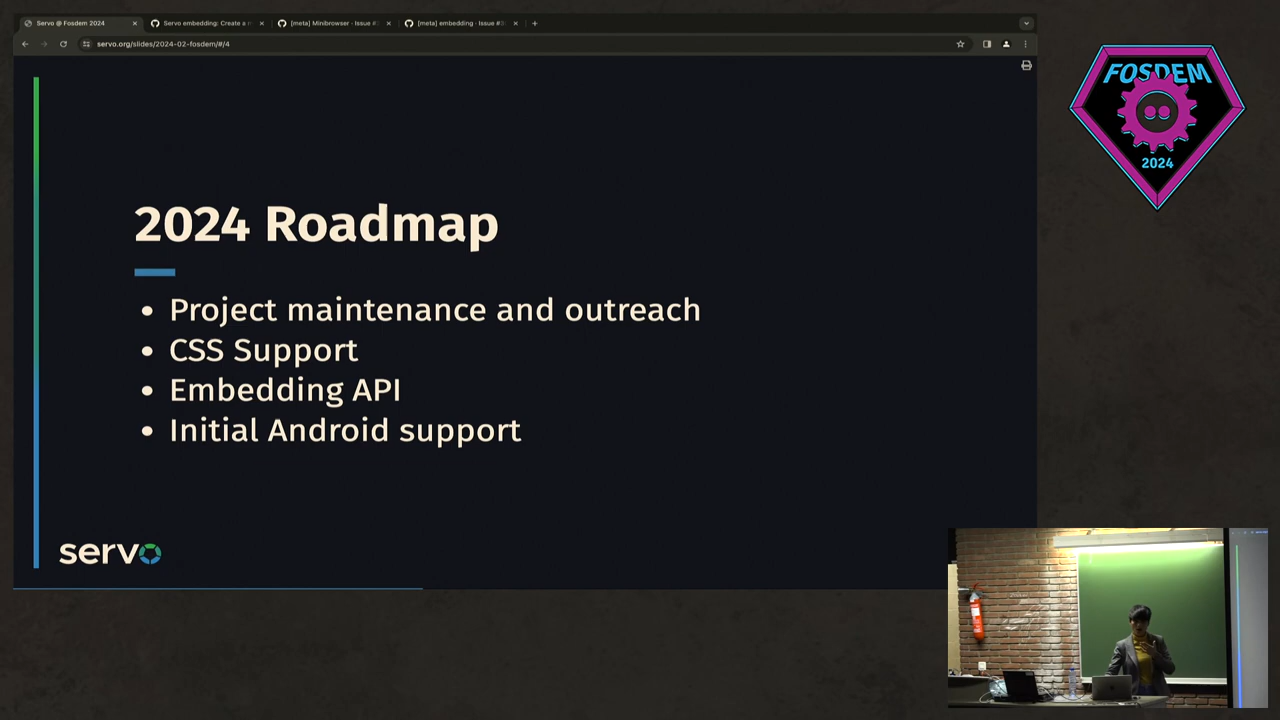 Servo @ Fosdem 2024
Servo embedding: Create a
[meta] Minibrowser · Issue #
[meta] embedding · Issue #
servo.org/slides/2024-02-fosdem/#/4
FOSDEM
2024
2024 Roadmap
• Project maintenance and outreach
• CSS Support
• Embedding API
• Initial Android support
servo